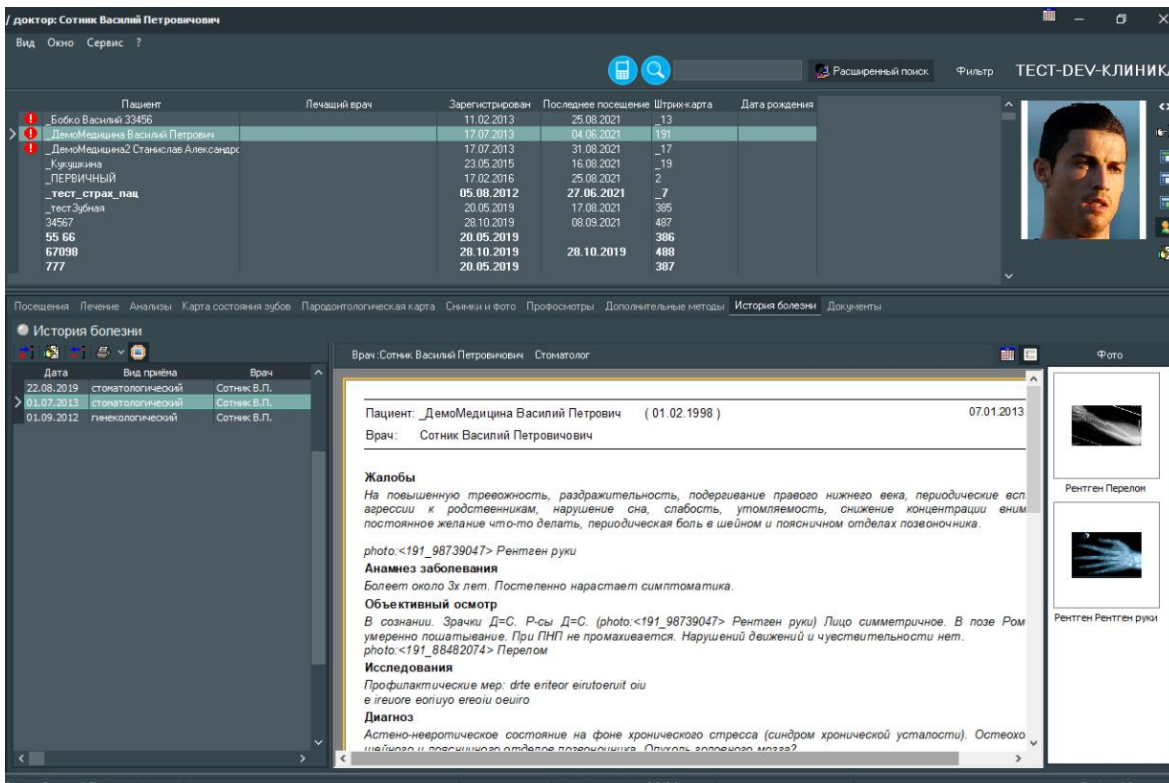 / доктор: Сотник Василий Петровичович
Вид Окно Сервис ?
Расширенный поиск Фильтр ТЕСТ-DEV-КЛИНИКА
Пациент Лечащий врач Зарегистрирован Последнее посещение Штрих-карта Дата рождения
_Бобко Василий 33456 11.02.2013 25.08.2021 _13
_ДемоМедицина Василий Петрович 17.07.2013 04.06.2021 191
_ДемоМедицина2 Станислав Александрс 17.07.2013 31.08.2021 _17
_Кукушкина 23.05.2015 16.08.2021 _19
_ПЕРВИЧНЫЙ 17.02.2016 25.08.2021 2
_тест_страх_пац 05.08.2012 27.06.2021 _7
_тестЗубная 20.05.2019 17.08.2021 385
34567 28.10.2019 08.09.2021 487
55 66 20.05.2019 386
67098 28.10.2019 28.10.2019 488
777 20.05.2019 387
Посещения Лечение Анализы Карта состояния зубов Пародонтологическая карта Снимки и фото Профосмотры Дополнительные методы История болезни Документы
История болезни
Дата Вид приёма Врач
22.08.2019 стоматологический Сотник В.П.
01.07.2013 стоматологический Сотник В.П.
01.09.2012 гинекологический Сотник В.П.
Врач :Сотник Василий Петровичович Стоматолог
Пациент: _ДемоМедицина Василий Петрович ( 01.02.1998 ) 07.01.2013
Врач: Сотник Василий Петровичович
Жалобы
На повышенную тревожность, раздражительность, подергивание правого нижнего века, периодические всп
агрессии к родственникам, нарушение сна, слабость, утомляемость, снижение концентрации вним
постоянное желание что-то делать, периодическая боль в шейном и поясничном отделах позвоночника.
photo:<191_98739047> Рентген руки
Анамнез заболевания
Болеет около 3х лет. Постепенно нарастает симптоматика.
Объективный осмотр
В сознании. Зрачки Д=С. Р-сы Д=С. (photo:<191_98739047> Рентген руки) Лицо симметричное. В позе Ром
умеренно пошатывание. При ПНП не промахивается. Нарушений движений и чувствительности нет.
photo:<191_88482074> Перелом
Исследования
Профилактические мер: drte eriteor eirutoeruit oiu
e ireuore eoriuyo ereoiu oeuiro
Диагноз
Астено-невротическое состояние на фоне хронического стресса (синдром хронической усталости). Остеохо
шейного и поясничного отделов позвоночника. Опухоль головного мозга?
Фото
Рентген Перелом
Рентген Рентген руки